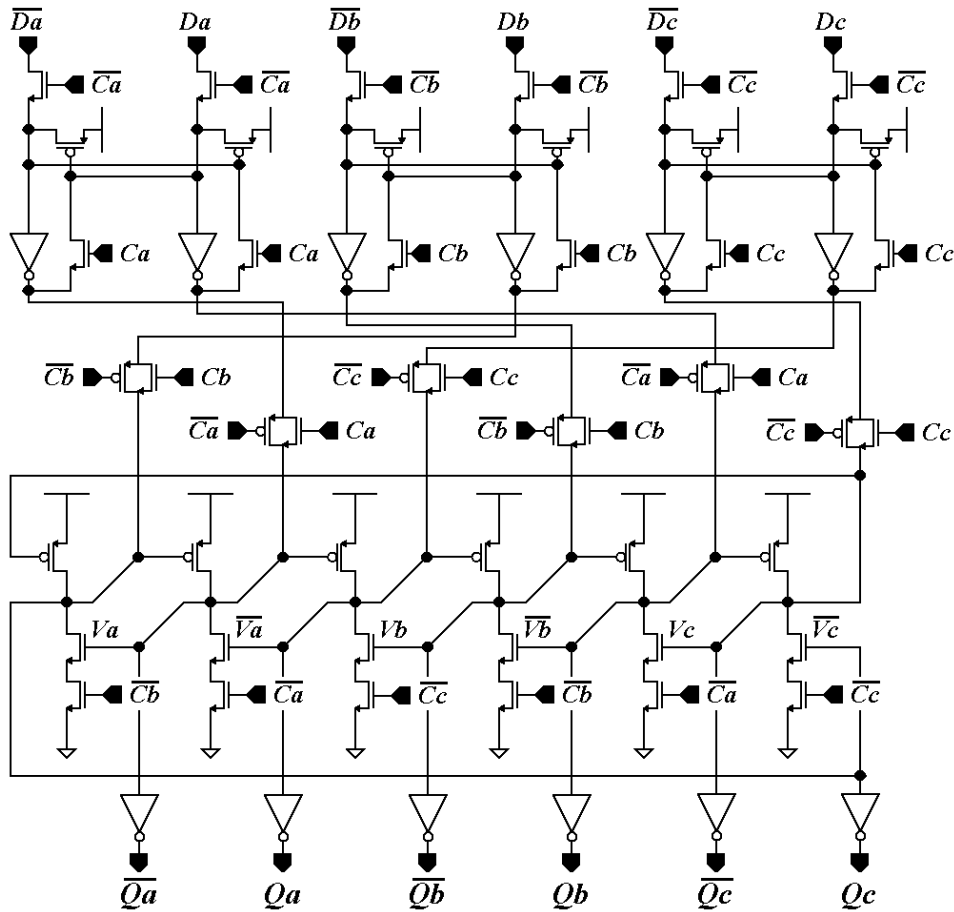 D̅a̅ Da D̅b̅ Db D̅c̅ Dc
C̅a̅ C̅a̅ C̅b̅ C̅b̅ C̅c̅ C̅c̅
Ca Ca Cb Cb Cc Cc
C̅b̅ Cb C̅c̅ Cc C̅a̅ Ca
C̅a̅ Ca C̅b̅ Cb C̅c̅ Cc
Va V̅a̅ Vb V̅b̅ Vc V̅c̅
C̅b̅ C̅a̅ C̅c̅ C̅b̅ C̅a̅ C̅c̅
Q̅a̅ Qa Q̅b̅ Qb Q̅c̅ Qc